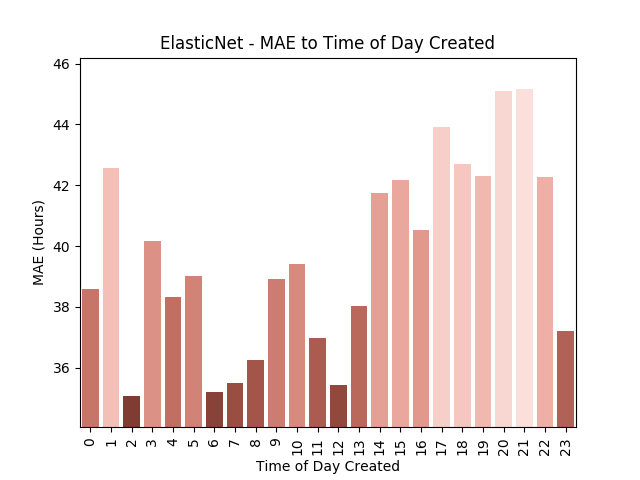 ElasticNet - MAE to Time of Day Created
46
44
42
40
38
36
MAE (Hours)
0 1 2 3 4 5 6 7 8 9 10 11 12 13 14 15 16 17 18 19 20 21 22 23
Time of Day Created